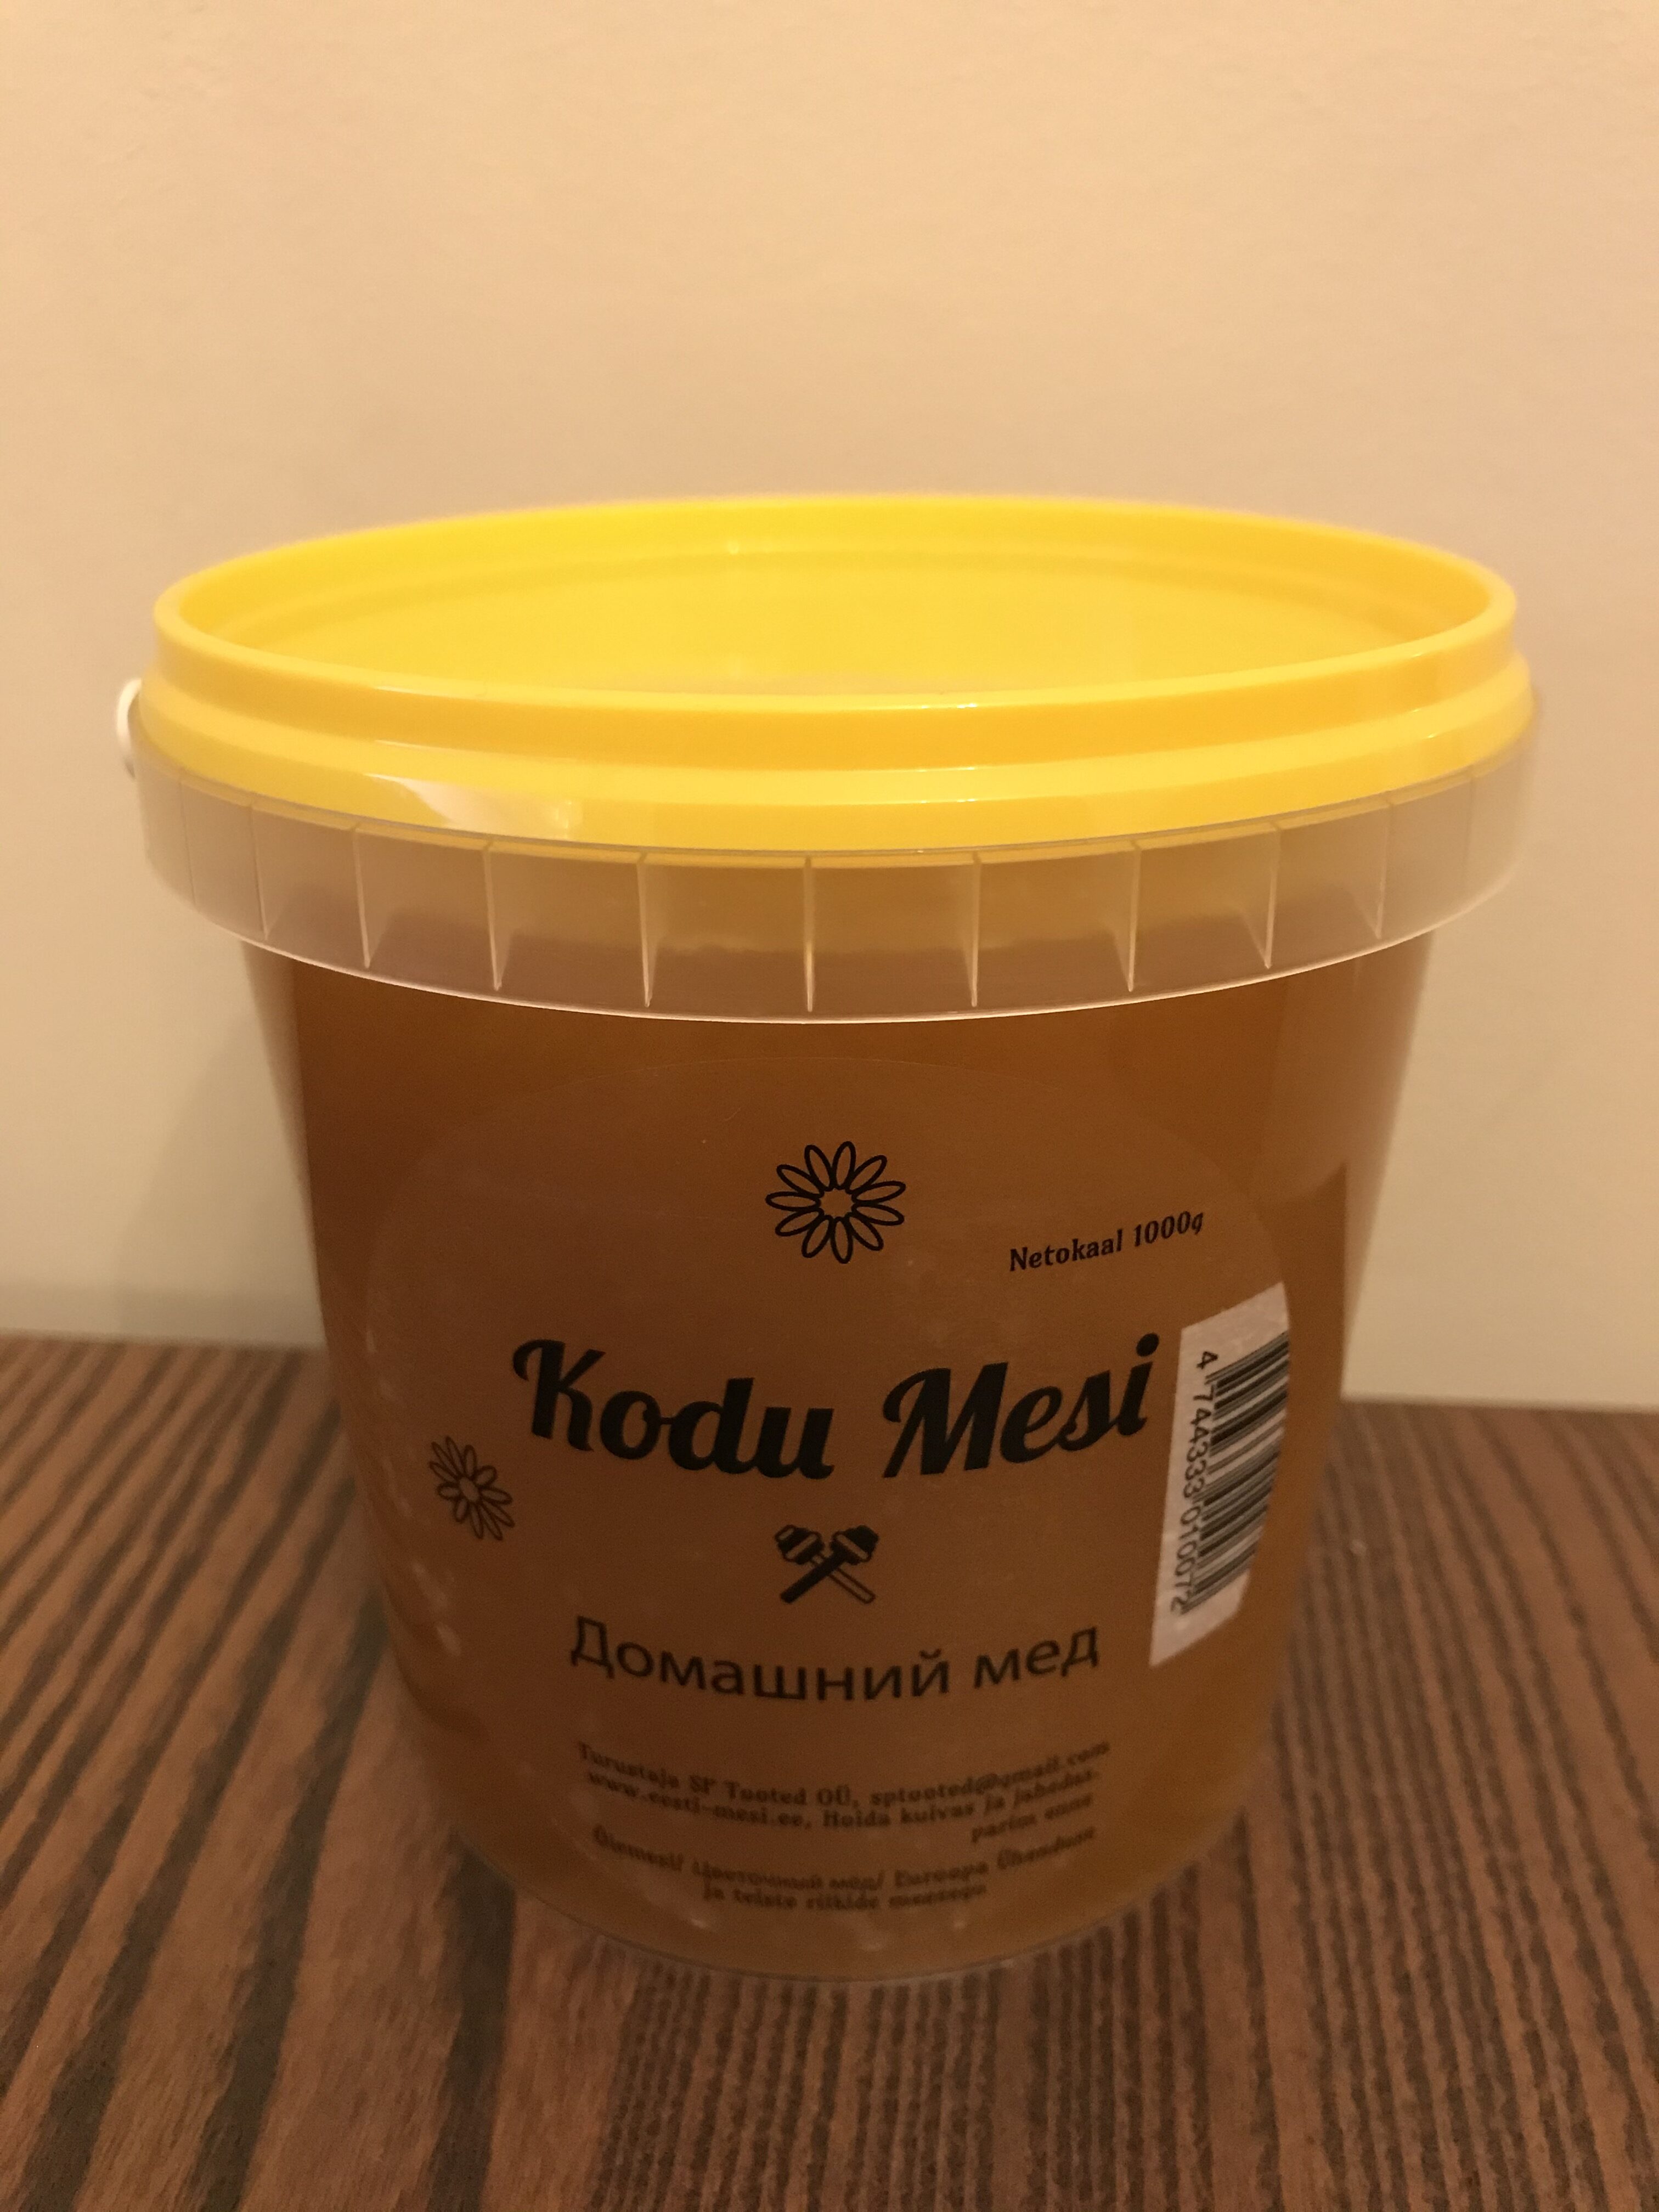 Netokaal 1000g
Kodu Mesi
4 744333 010072
Домашний мед
Turustaja SP Tooted OÜ, sptooted@gmail.com
www.eesti-mesi.ee, Hoida kuivas ja jahedas.
parim enne
Õiemesi/ Цветочный мёд/ Euroopa Ühenduse
ja teiste riikide meesegu